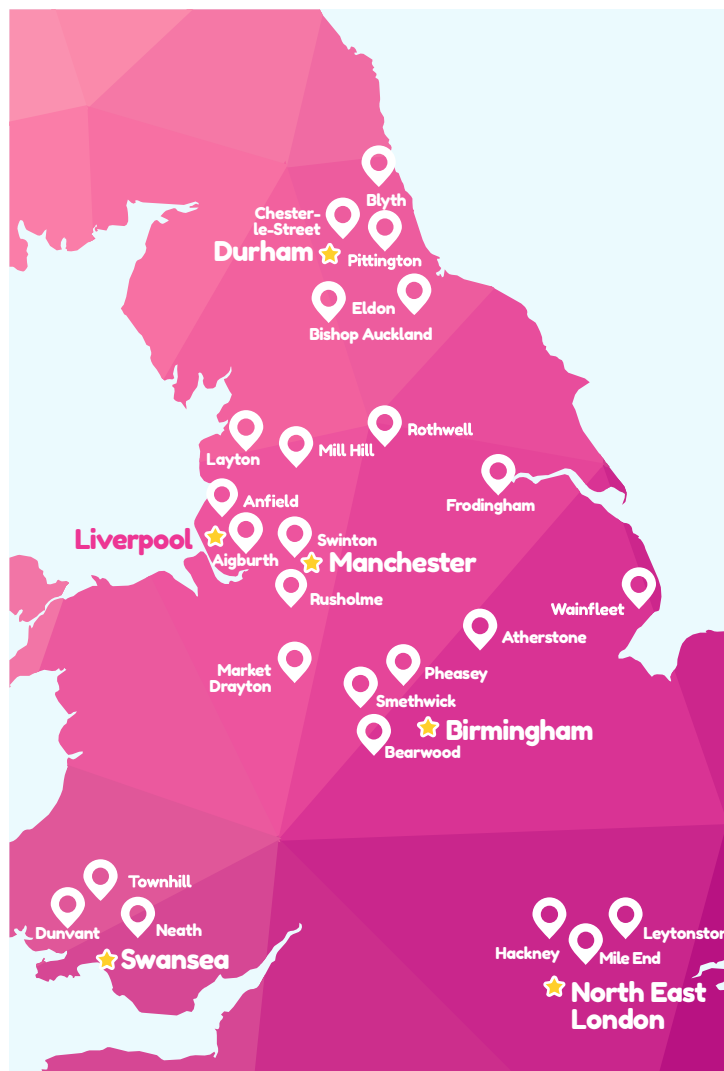 Blyth
Chester-
le-Street
Durham
Pittington
Eldon
Bishop Auckland
Rothwell
Layton
Mill Hill
Anfield
Frodingham
Liverpool
Swinton
Aigburth
Manchester
Rusholme
Wainfleet
Atherstone
Market
Drayton
Pheasey
Smethwick
Birmingham
Bearwood
Townhill
Dunvant
Neath
Swansea
Hackney
Leytonstor
Mile End
North East
London